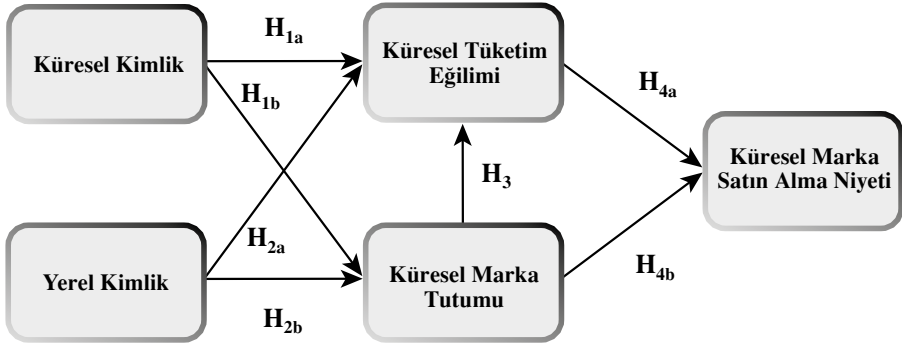 Küresel Kimlik
H1a
Küresel Tüketim
Eğilimi
H1b
H4a
H3
Küresel Marka
Satın Alma Niyeti
Yerel Kimlik
H2a
H2b
Küresel Marka
Tutumu
H4b